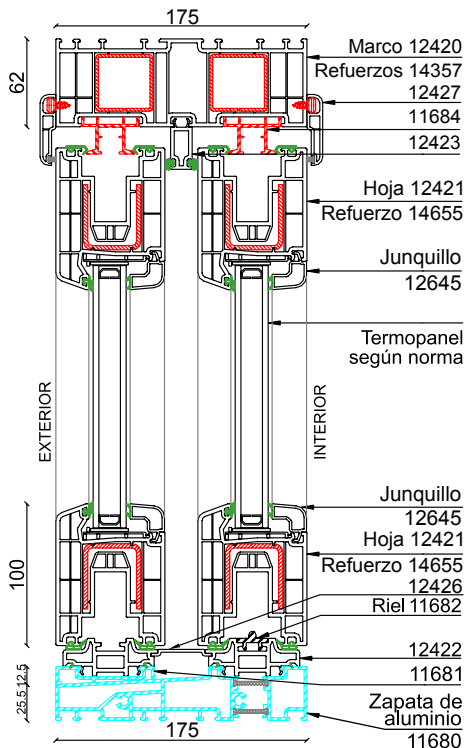 175
62
Marco 12420
Refuerzos 14357
12427
11684
12423
Hoja 12421
Refuerzo 14655
Junquillo
12645
Termopanel
según norma
EXTERIOR
INTERIOR
Junquillo
12645
Hoja 12421
Refuerzo 14655
12426
Riel 11682
100
12422
11681
12.5
25.5
Zapata de
aluminio
11680
175